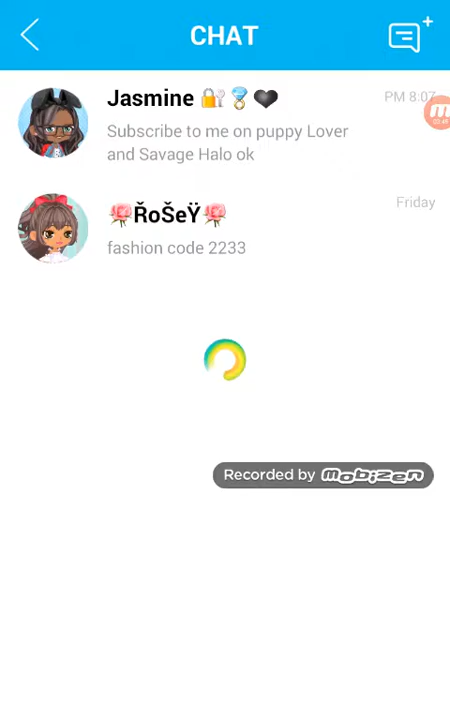 CHAT
Jasmine 🔐💍🖤
PM 8:07
Subscribe to me on puppy Lover
and Savage Halo ok
🌹ŘoŠeŸ🌹
Friday
fashion code 2233
Recorded by mobizen